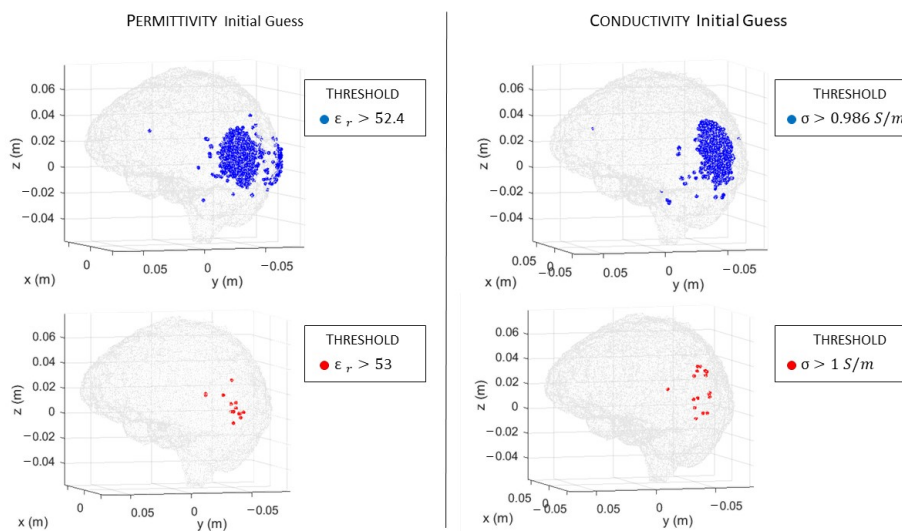 PERMITTIVITY Initial Guess
0.06
0.04
0.02
0
−0.02
−0.04
z (m)
0
0.05
0
−0.05
x (m)
y (m)
THRESHOLD
ε r > 52.4
CONDUCTIVITY Initial Guess
0.06
0.04
0.02
0
−0.02
−0.04
z (m)
0.05
0
−0.05
0.05
0
−0.05
x (m)
y (m)
THRESHOLD
σ > 0.986 S/m
0.06
0.04
0.02
0
−0.02
−0.04
z (m)
0
0.05
0
−0.05
x (m)
y (m)
THRESHOLD
ε r > 53
0.06
0.04
0.02
0
−0.02
−0.04
z (m)
0.05
0
−0.05
0.05
0
−0.05
x (m)
y (m)
THRESHOLD
σ > 1 S/m